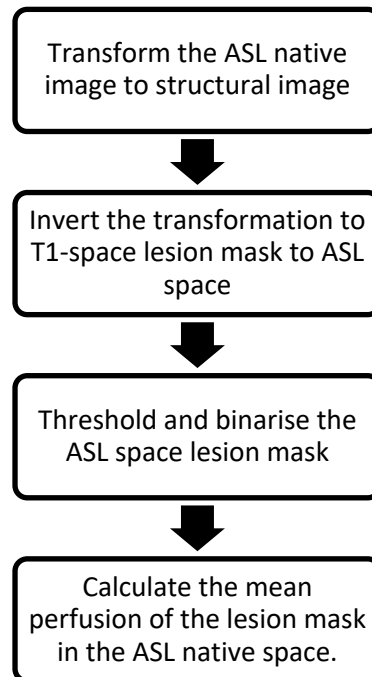 Transform the ASL native
image to structural image
Invert the transformation to
T1-space lesion mask to ASL
space
Threshold and binarise the
ASL space lesion mask
Calculate the mean
perfusion of the lesion mask
in the ASL native space.